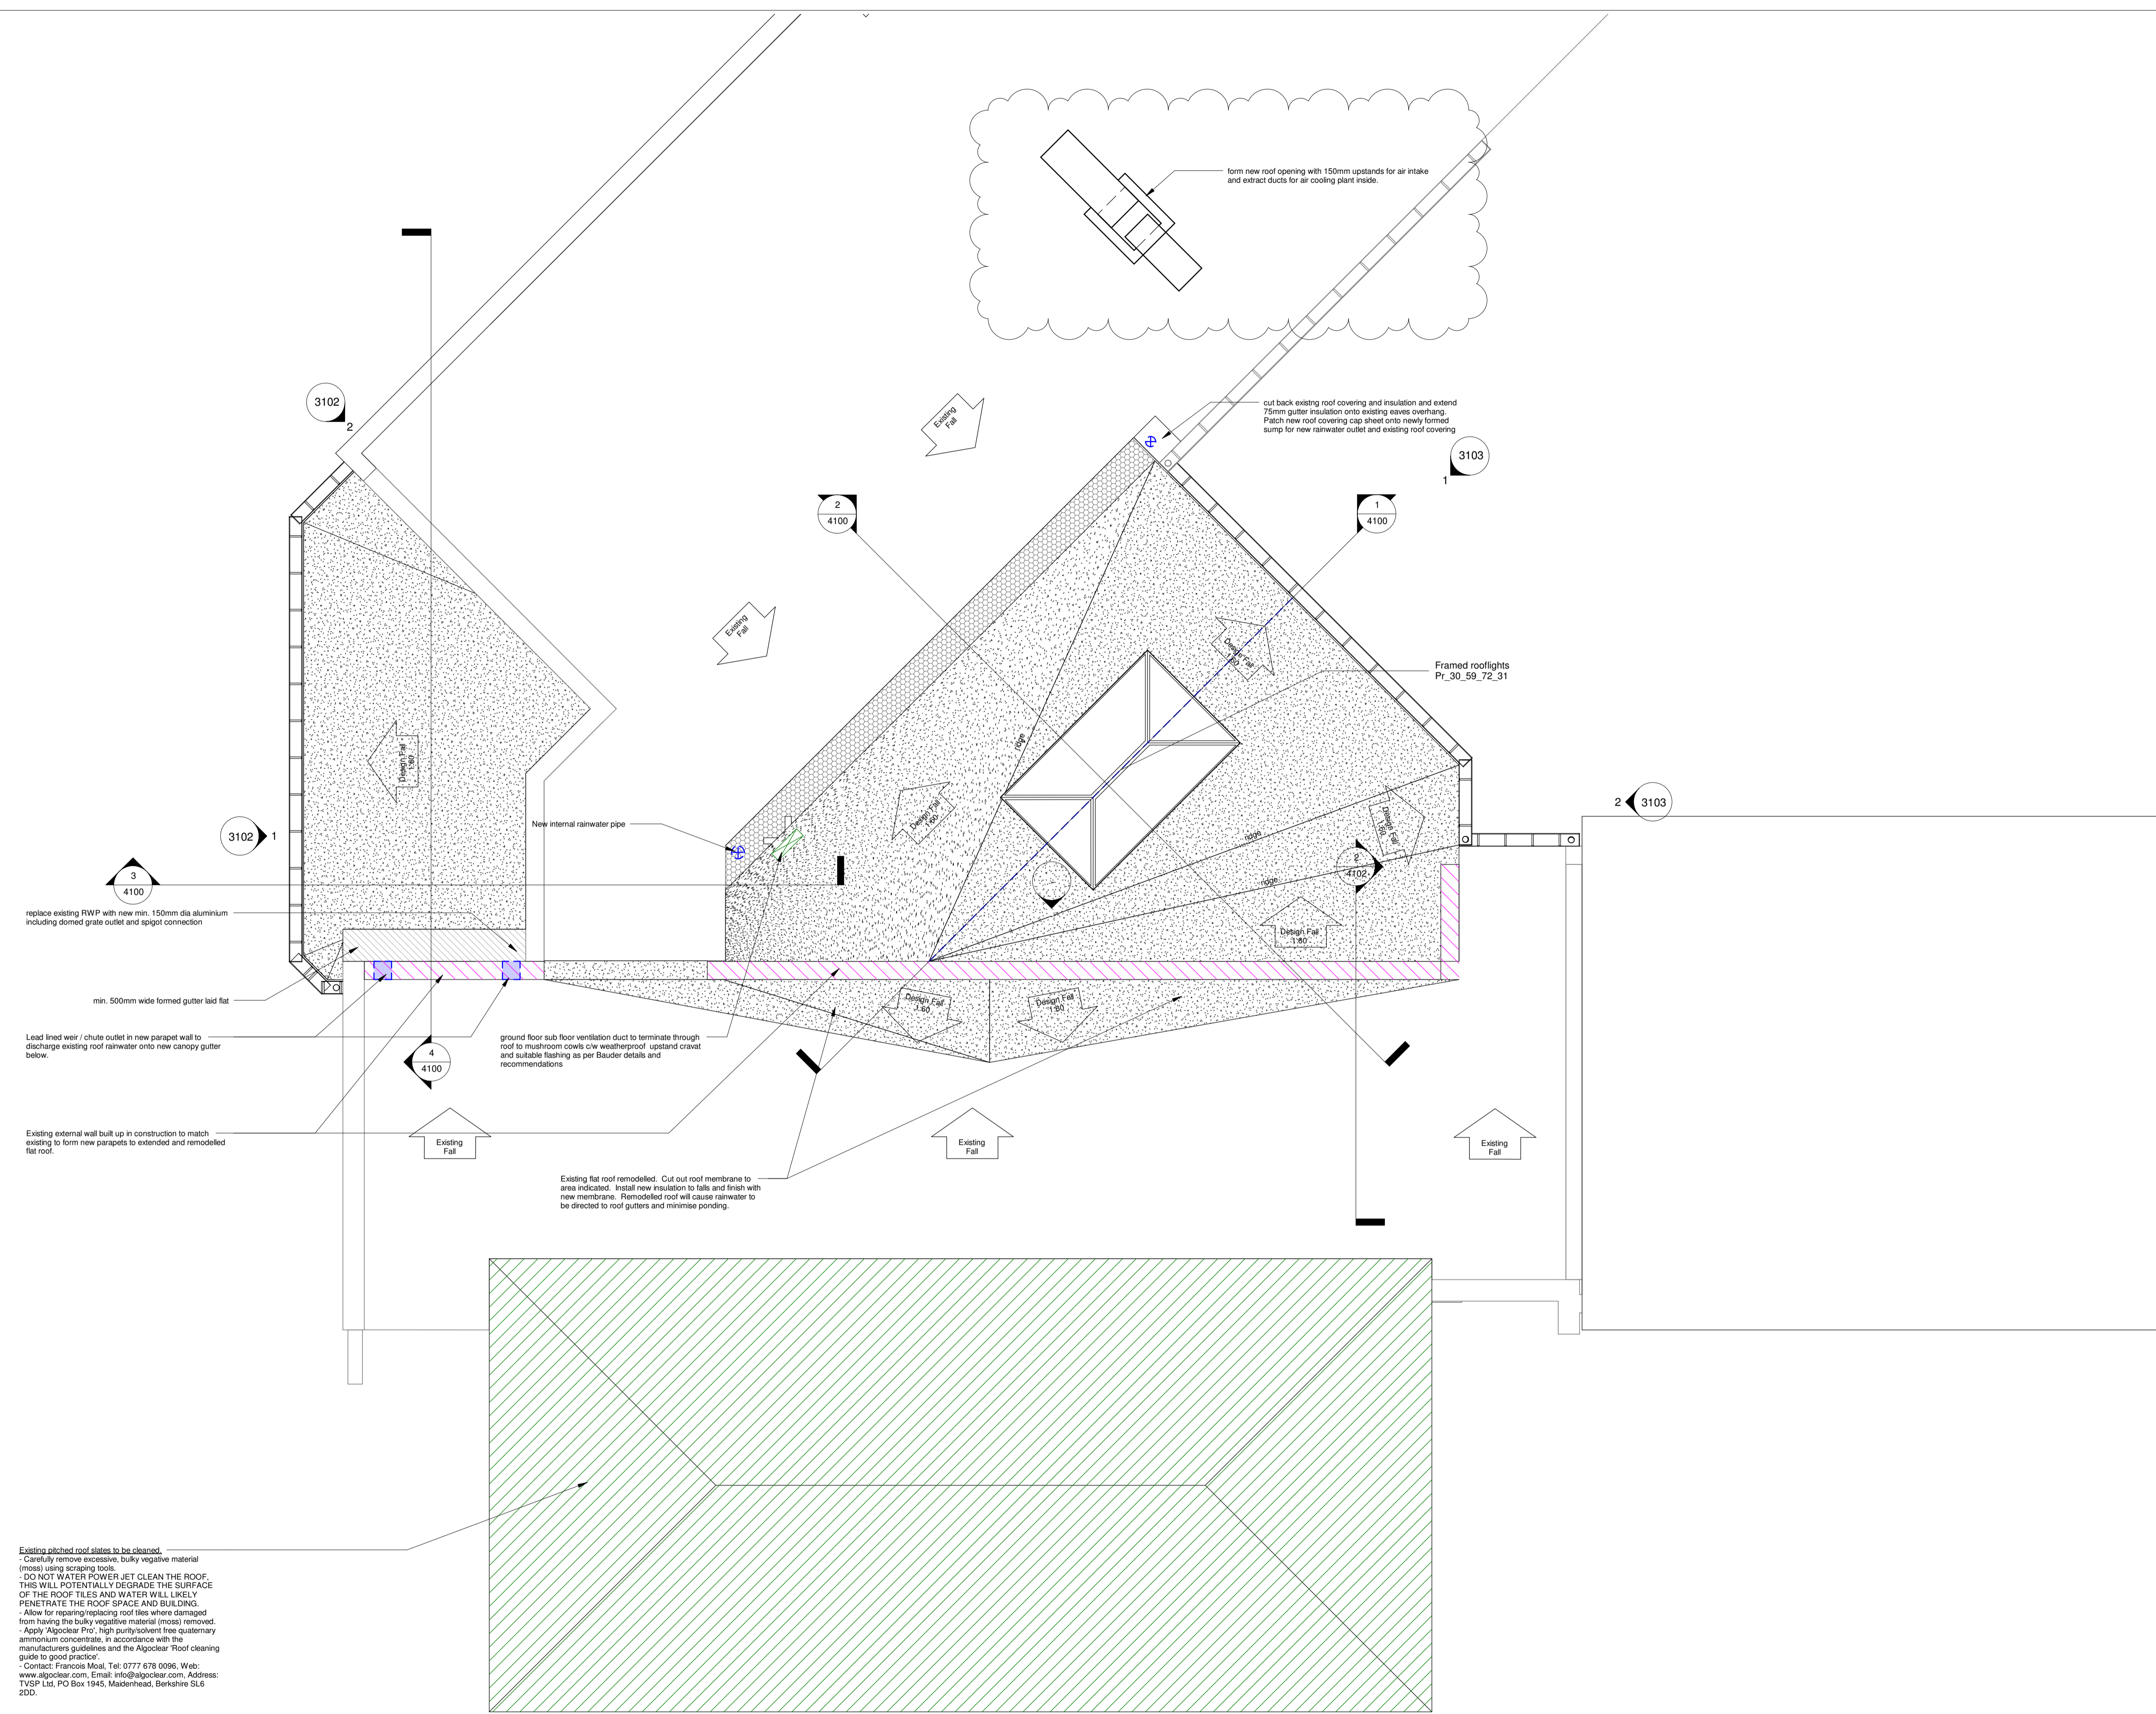 form new roof opening with 150mm upstands for air intake
and extract ducts for air cooling plant inside.
3102
2
Existing
Fall
cut back existng roof covering and insulation and extend
75mm gutter insulation onto existing eaves overhang.
Patch new roof covering cap sheet onto newly formed
sump for new rainwater outlet and existing roof covering
3103
1
2
4100
1
4100
Existing
Fall
Design Fall
1:60
Framed rooflights
Pr_30_59_72_31
ridge
Design Fall
1:60
Design Fall
1:60
New internal rainwater pipe
3102
1
2
3103
Design Fall
1:60
ridge
2
4102
ridge
3
4100
replace existing RWP with new min. 150mm dia aluminium
including domed grate outlet and spigot connection
Design Fall
1:60
min. 500mm wide formed gutter laid flat
Design Fall
1:60
Design Fall
1:60
Lead lined weir / chute outlet in new parapet wall to
discharge existing roof rainwater onto new canopy gutter
below.
4
4100
ground floor sub floor ventilation duct to terminate through
roof to mushroom cowls c/w weatherproof upstand cravat
and suitable flashing as per Bauder details and
recommendations
Existing external wall built up in construction to match
existing to form new parapets to extended and remodelled
flat roof.
Existing
Fall
Existing
Fall
Existing
Fall
Existing flat roof remodelled. Cut out roof membrane to
area indicated. Install new insulation to falls and finish with
new membrane. Remodelled roof will cause rainwater to
be directed to roof gutters and minimise ponding.
Existing pitched roof slates to be cleaned.
- Carefully remove excessive, bulky vegative material
(moss) using scraping tools.
- DO NOT WATER POWER JET CLEAN THE ROOF,
THIS WILL POTENTIALLY DEGRADE THE SURFACE
OF THE ROOF TILES AND WATER WILL LIKELY
PENETRATE THE ROOF SPACE AND BUILDING.
- Allow for reparing/replacing roof tiles where damaged
from having the bulky vegatitive material (moss) removed.
- Apply 'Algoclear Pro', high purity/solvent free quaternary
ammonium concentrate, in accordance with the
manufacturers guidelines and the Algoclear 'Roof cleaning
guide to good practice'.
- Contact: Francois Moal, Tel: 0777 678 0096, Web:
www.algoclear.com, Email: info@algoclear.com, Address:
TVSP Ltd, PO Box 1945, Maidenhead, Berkshire SL6
2DD.